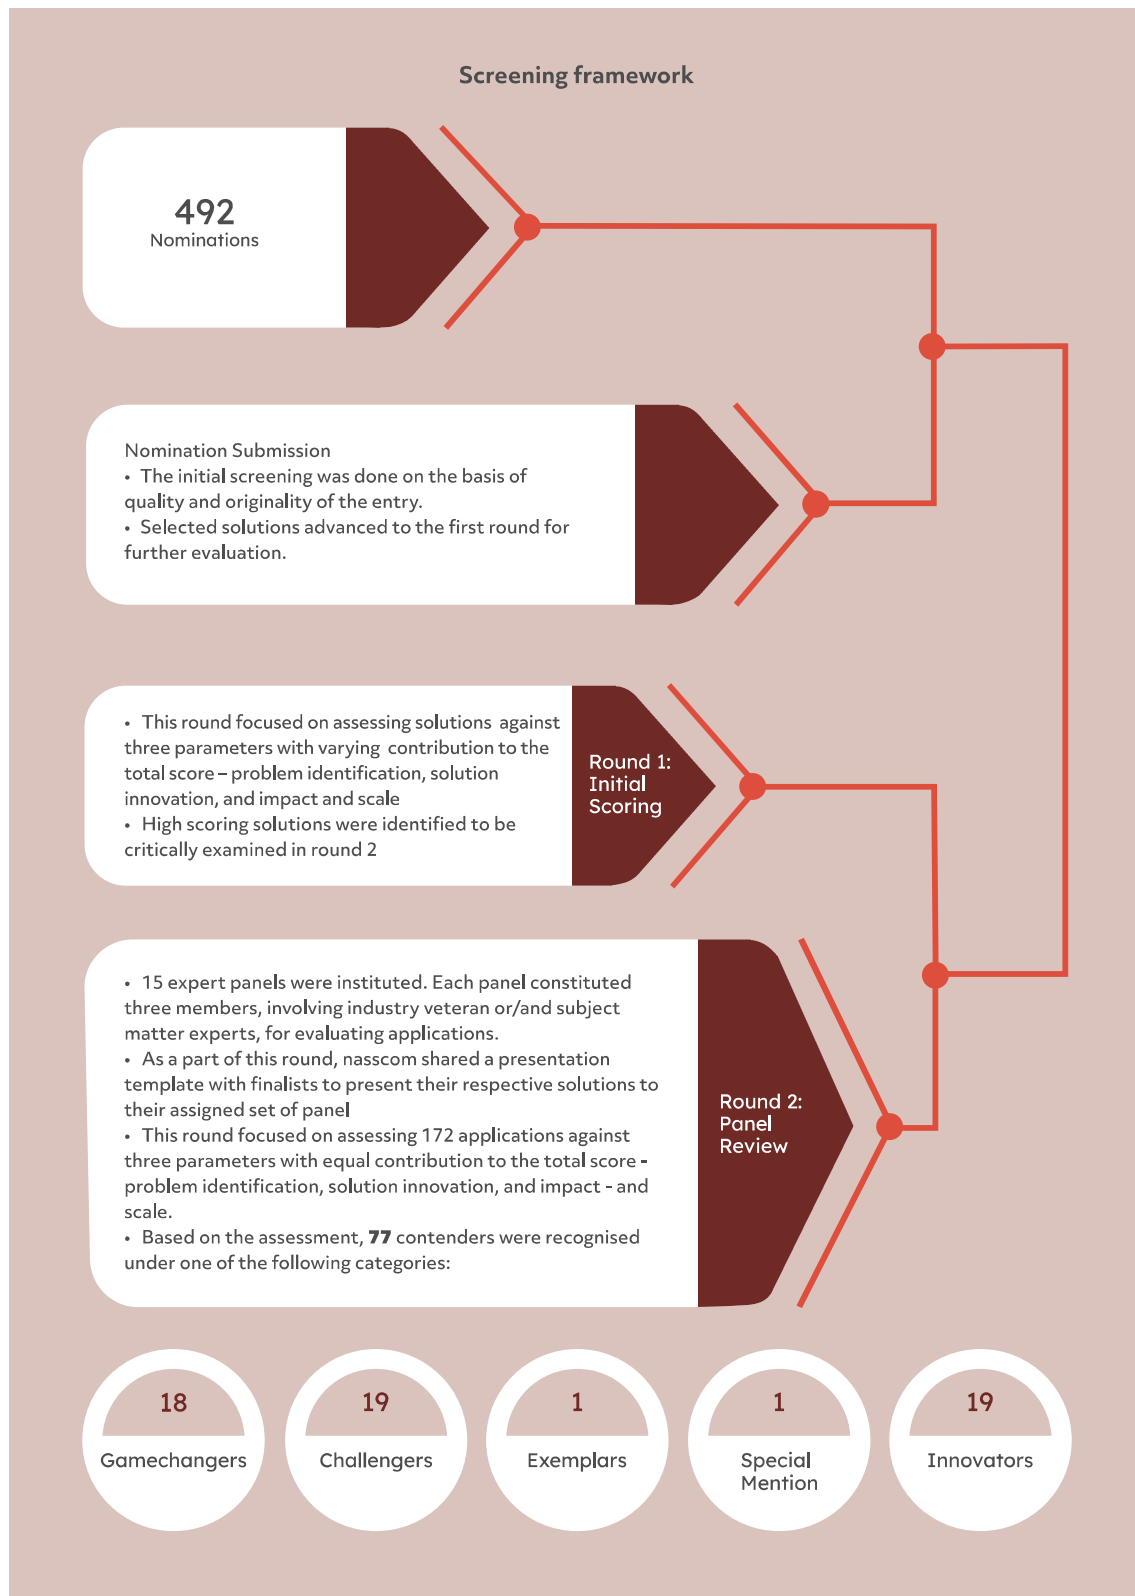 Screening framework
492
Nominations
Nomination Submission
• The initial screening was done on the basis of
quality and originality of the entry.
• Selected solutions advanced to the first round for
further evaluation.
• This round focused on assessing solutions against
three parameters with varying contribution to the
total score – problem identification, solution
innovation, and impact and scale
• High scoring solutions were identified to be
critically examined in round 2
Round 1:
Initial
Scoring
• 15 expert panels were instituted. Each panel constituted
three members, involving industry veteran or/and subject
matter experts, for evaluating applications.
• As a part of this round, nasscom shared a presentation
template with finalists to present their respective solutions to
their assigned set of panel
• This round focused on assessing 172 applications against
three parameters with equal contribution to the total score -
problem identification, solution innovation, and impact - and
scale.
• Based on the assessment, 77 contenders were recognised
under one of the following categories:
Round 2:
Panel
Review
18
Gamechangers
19
Challengers
1
Exemplars
1
Special
Mention
19
Innovators